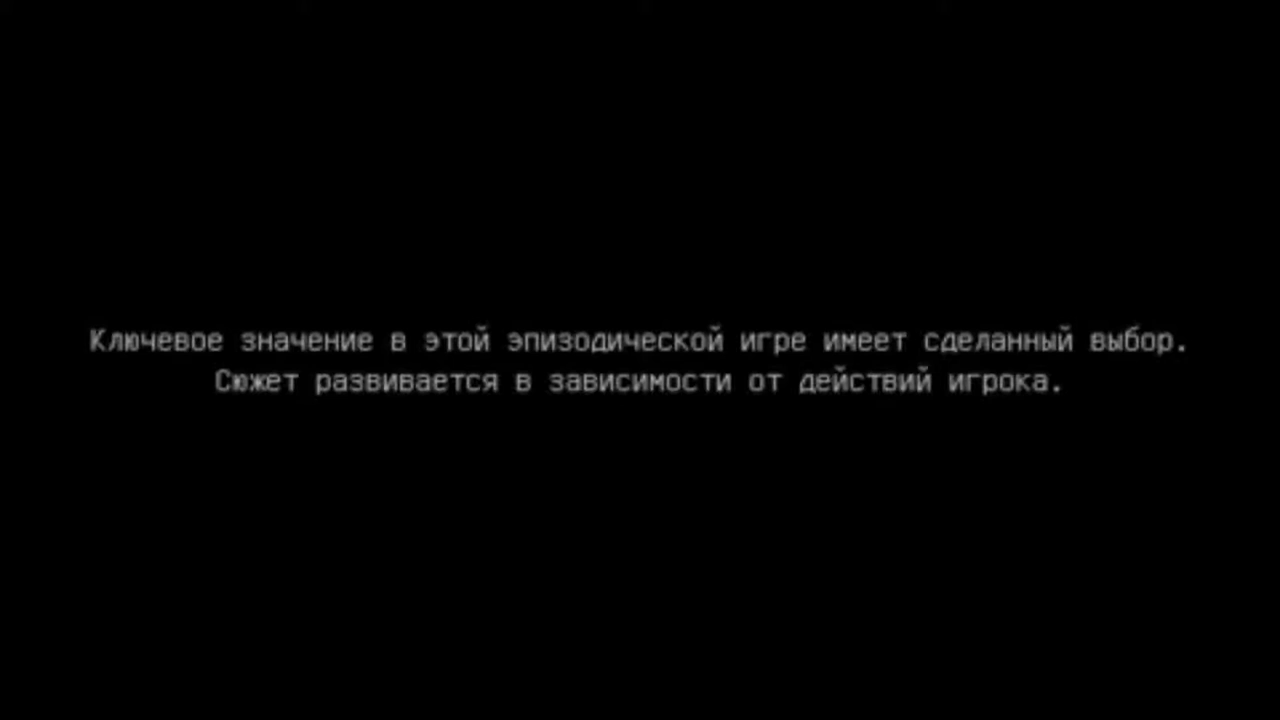 Ключевое значение в этой эпизодической игре имеет сделанный выбор.
Сюжет развивается в зависимости от действий игрока.